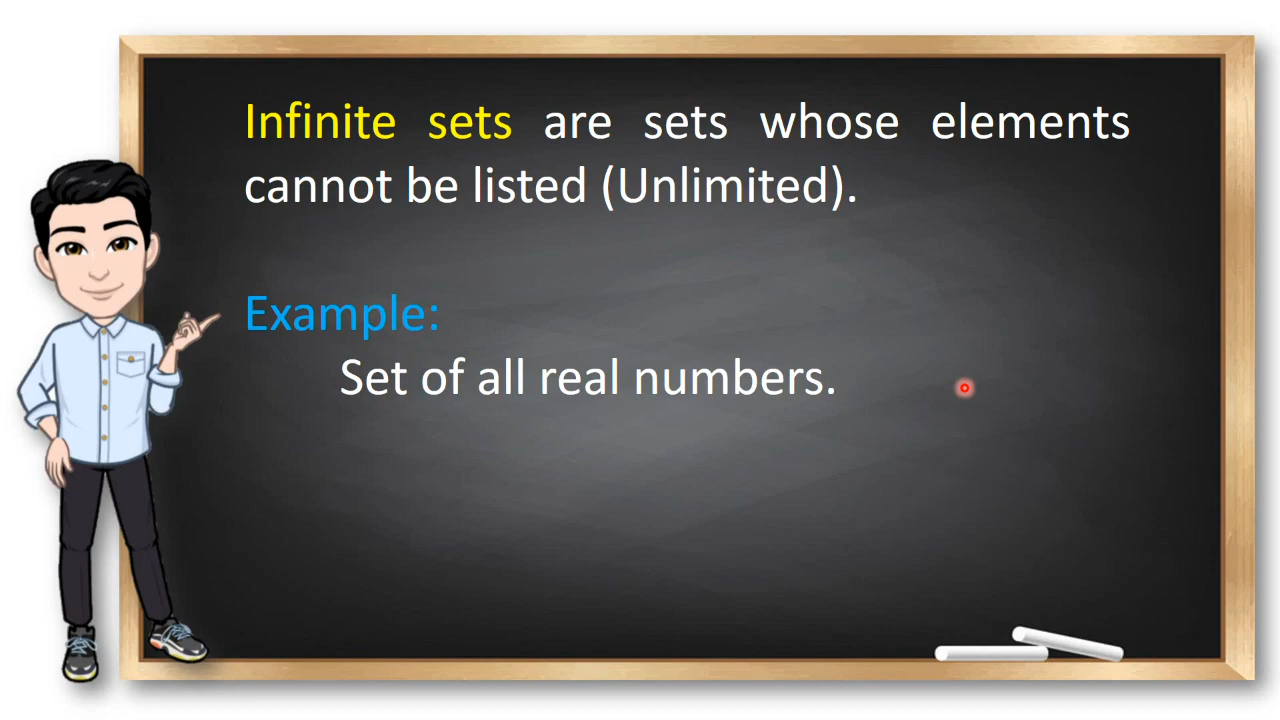 Infinite sets are sets whose elements
cannot be listed (Unlimited).
Example:
Set of all real numbers.